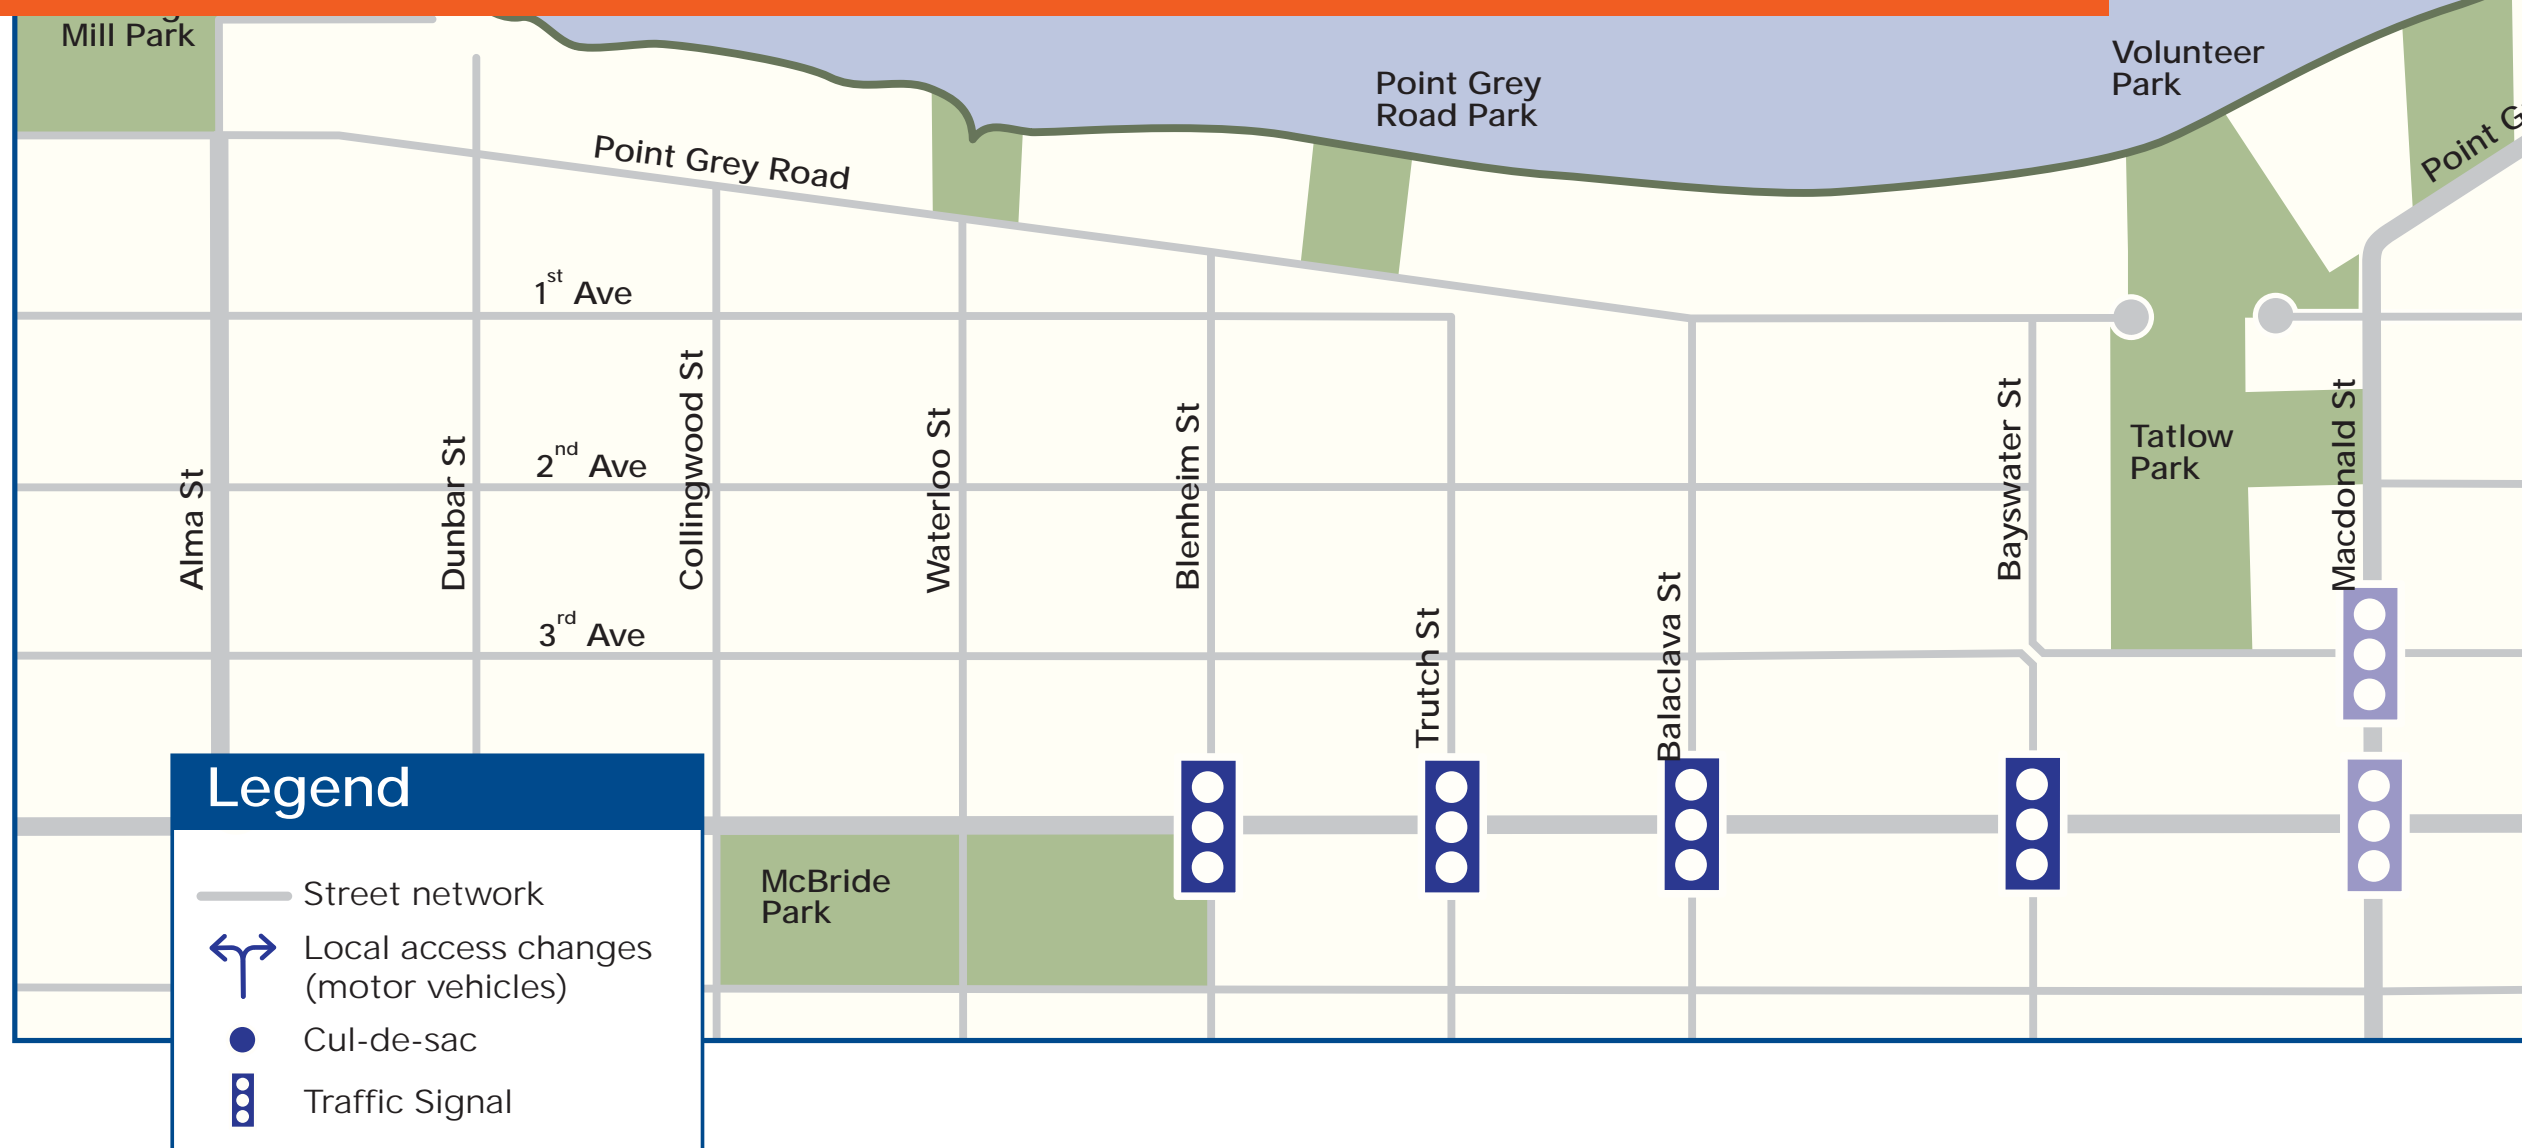 Mill Park
Volunteer
Park
Point Grey
Road Park
Point Grey Road
Point G
1st Ave
2nd Ave
3rd Ave
Alma St
Dunbar St
Collingwood St
Waterloo St
Blenheim St
Trutch St
Balaclava St
Bayswater St
Macdonald St
Tatlow
Park
McBride
Park
Legend
Street network
Local access changes
(motor vehicles)
Cul-de-sac
Traffic Signal